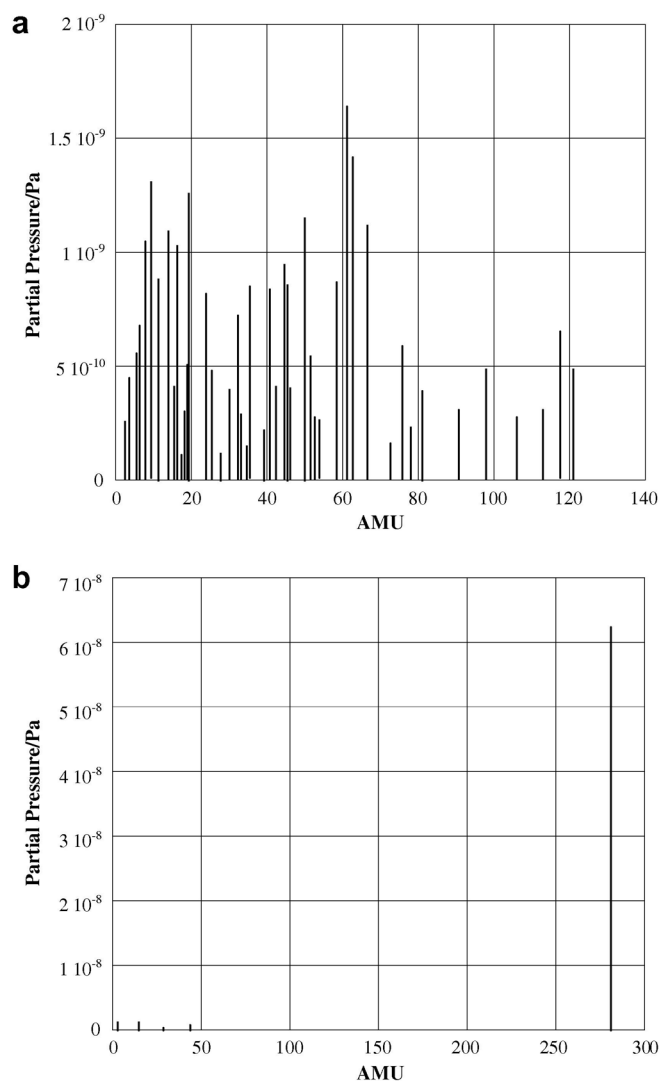 a
2 10⁻⁹
1.5 10⁻⁹
1 10⁻⁹
5 10⁻¹⁰
0
Partial Pressure/Pa
0 20 40 60 80 100 120 140
AMU
b
7 10⁻⁸
6 10⁻⁸
5 10⁻⁸
4 10⁻⁸
3 10⁻⁸
2 10⁻⁸
1 10⁻⁸
0
Partial Pressure/Pa
0 50 100 150 200 250 300
AMU